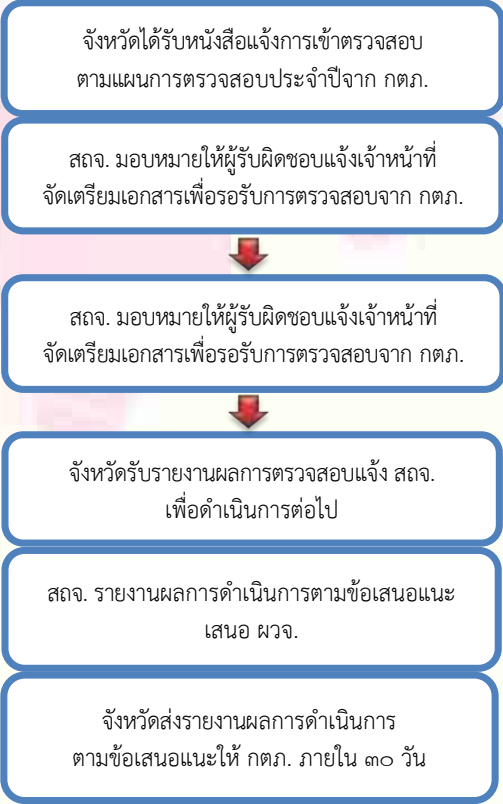 จังหวัดได้รับหนังสือแจ้งการเข้าตรวจสอบ
ตามแผนการตรวจสอบประจำปีจาก กตภ.
สถจ. มอบหมายให้ผู้รับผิดชอบแจ้งเจ้าหน้าที่
จัดเตรียมเอกสารเพื่อรอรับการตรวจสอบจาก กตภ.
สถจ. มอบหมายให้ผู้รับผิดชอบแจ้งเจ้าหน้าที่
จัดเตรียมเอกสารเพื่อรอรับการตรวจสอบจาก กตภ.
จังหวัดรับรายงานผลการตรวจสอบแจ้ง สถจ.
เพื่อดำเนินการต่อไป
สถจ. รายงานผลการดำเนินการตามข้อเสนอแนะ
เสนอ ผวจ.
จังหวัดส่งรายงานผลการดำเนินการ
ตามข้อเสนอแนะให้ กตภ. ภายใน ๓๐ วัน